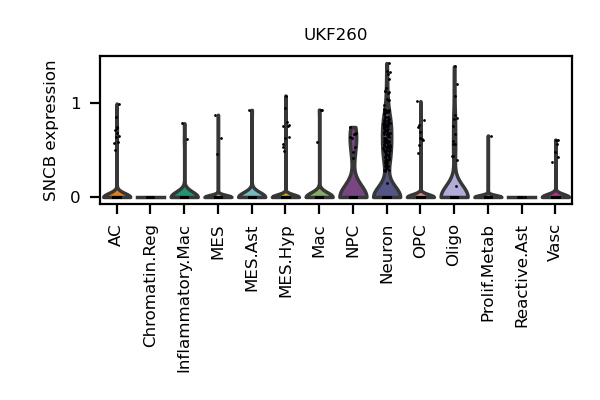 UKF260
SNCB expression
1
0
AC
Chromatin.Reg
Inflammatory.Mac
MES
MES.Ast
MES.Hyp
Mac
NPC
Neuron
OPC
Oligo
Prolif.Metab
Reactive.Ast
Vasc